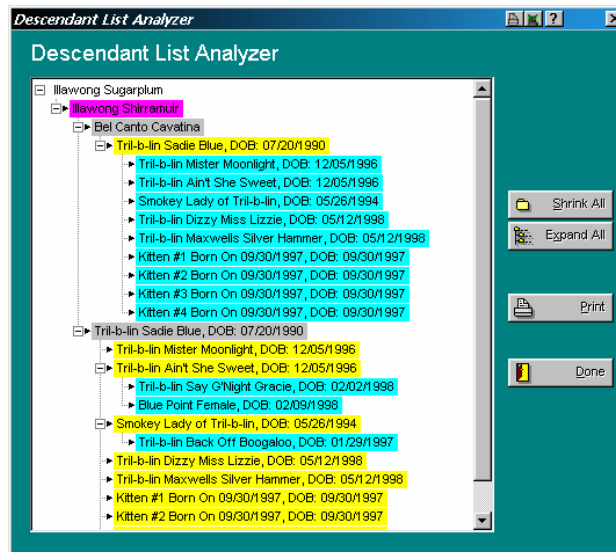 Descendant List Analyzer
?
Descendant List Analyzer
Illawong Sugarplum
Illawong Shirramuir
Bel Canto Cavatina
Tril-b-lin Sadie Blue, DOB: 07/20/1990
Tril-b-lin Mister Moonlight, DOB: 12/05/1996
Tril-b-lin Ain't She Sweet, DOB: 12/05/1996
Smokey Lady of Tril-b-lin, DOB: 05/26/1994
Tril-b-lin Dizzy Miss Lizzie, DOB: 05/12/1998
Tril-b-lin Maxwells Silver Hammer, DOB: 05/12/1998
Kitten #1 Born On 09/30/1997, DOB: 09/30/1997
Kitten #2 Born On 09/30/1997, DOB: 09/30/1997
Kitten #3 Born On 09/30/1997, DOB: 09/30/1997
Kitten #4 Born On 09/30/1997, DOB: 09/30/1997
Tril-b-lin Sadie Blue, DOB: 07/20/1990
Tril-b-lin Mister Moonlight, DOB: 12/05/1996
Tril-b-lin Ain't She Sweet, DOB: 12/05/1996
Tril-b-lin Say G'Night Gracie, DOB: 02/02/1998
Blue Point Female, DOB: 02/09/1998
Smokey Lady of Tril-b-lin, DOB: 05/26/1994
Tril-b-lin Back Off Boogaloo, DOB: 01/29/1997
Tril-b-lin Dizzy Miss Lizzie, DOB: 05/12/1998
Tril-b-lin Maxwells Silver Hammer, DOB: 05/12/1998
Kitten #1 Born On 09/30/1997, DOB: 09/30/1997
Kitten #2 Born On 09/30/1997, DOB: 09/30/1997
Shrink All
Expand All
Print
Done